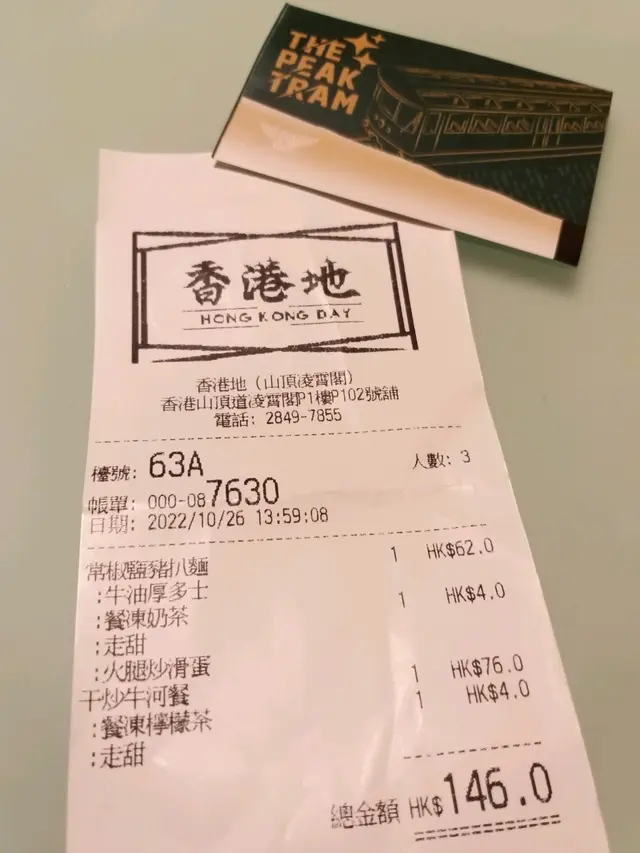 THE
PEAK
TRAM
香港地
HONG KONG DAY
香港地 (山頂凌霄閣)
香港山頂道凌霄閣P1樓P102號舖
電話: 2849-7855
檯號: 63A 人數: 3
帳單: 000-087630
日期: 2022/10/26 13:59:08
常椒鹽豬扒麵 1 HK$62.0
:牛油厚多士
:餐凍奶茶 1 HK$4.0
:走甜
:火腿炒滑蛋
干炒牛河餐 1 HK$76.0
:餐凍檸檬茶 1 HK$4.0
:走甜
總金額 HK$146.0